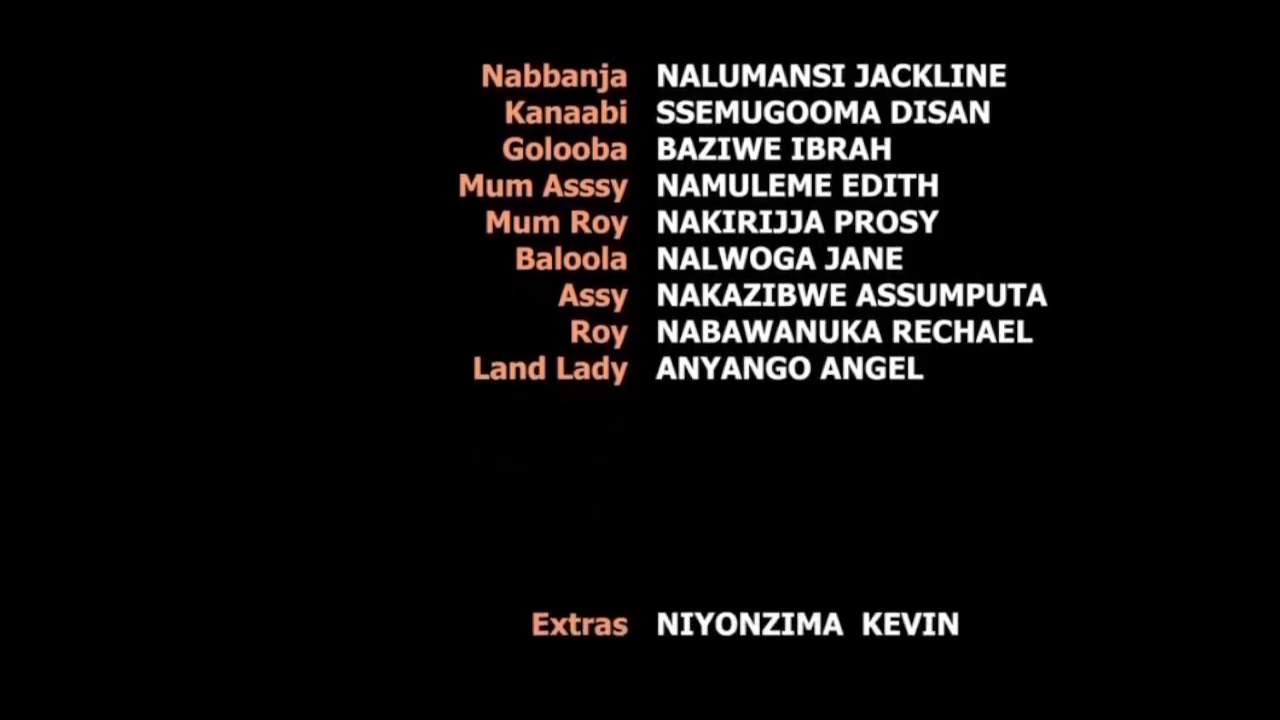 Nabbanja NALUMANSI JACKLINE
Kanaabi SSEMUGOOMA DISAN
Golooba BAZIWE IBRAH
Mum Asssy NAMULEME EDITH
Mum Roy NAKIRIJJA PROSY
Baloola NALWOGA JANE
Assy NAKAZIBWE ASSUMPUTA
Roy NABAWANUKA RECHAEL
Land Lady ANYANGO ANGEL
Extras NIYONZIMA KEVIN